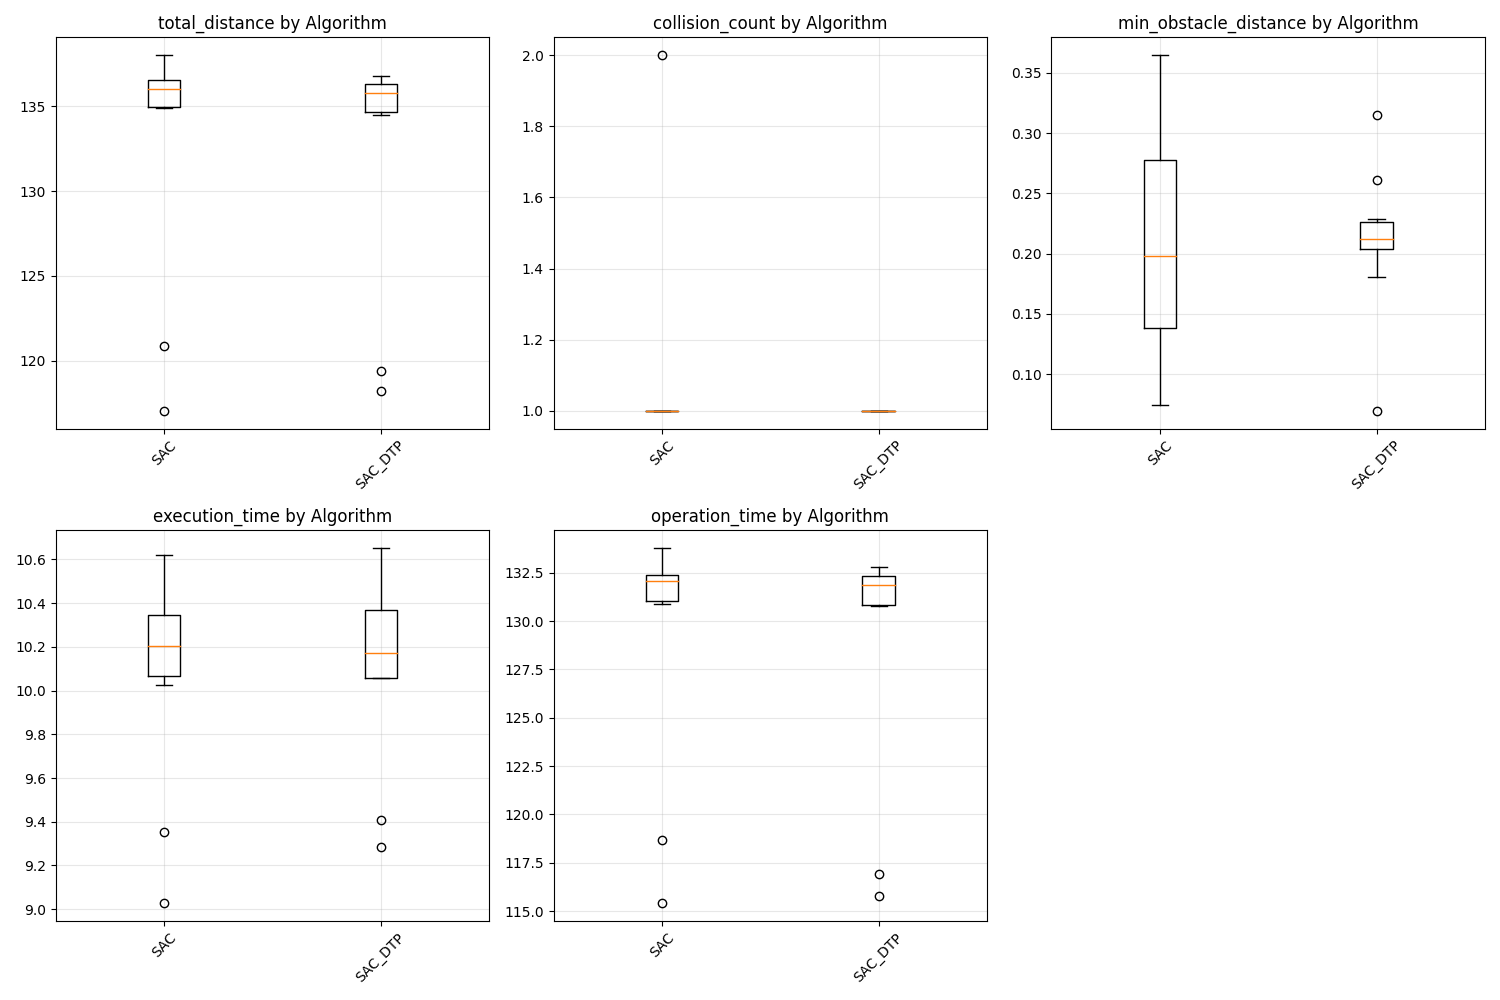 total_distance by Algorithm
135
130
125
120
SAC
SAC_DTP
collision_count by Algorithm
2.0
1.8
1.6
1.4
1.2
1.0
SAC
SAC_DTP
min_obstacle_distance by Algorithm
0.35
0.30
0.25
0.20
0.15
0.10
SAC
SAC_DTP
execution_time by Algorithm
10.6
10.4
10.2
10.0
9.8
9.6
9.4
9.2
9.0
SAC
SAC_DTP
operation_time by Algorithm
132.5
130.0
127.5
125.0
122.5
120.0
117.5
115.0
SAC
SAC_DTP